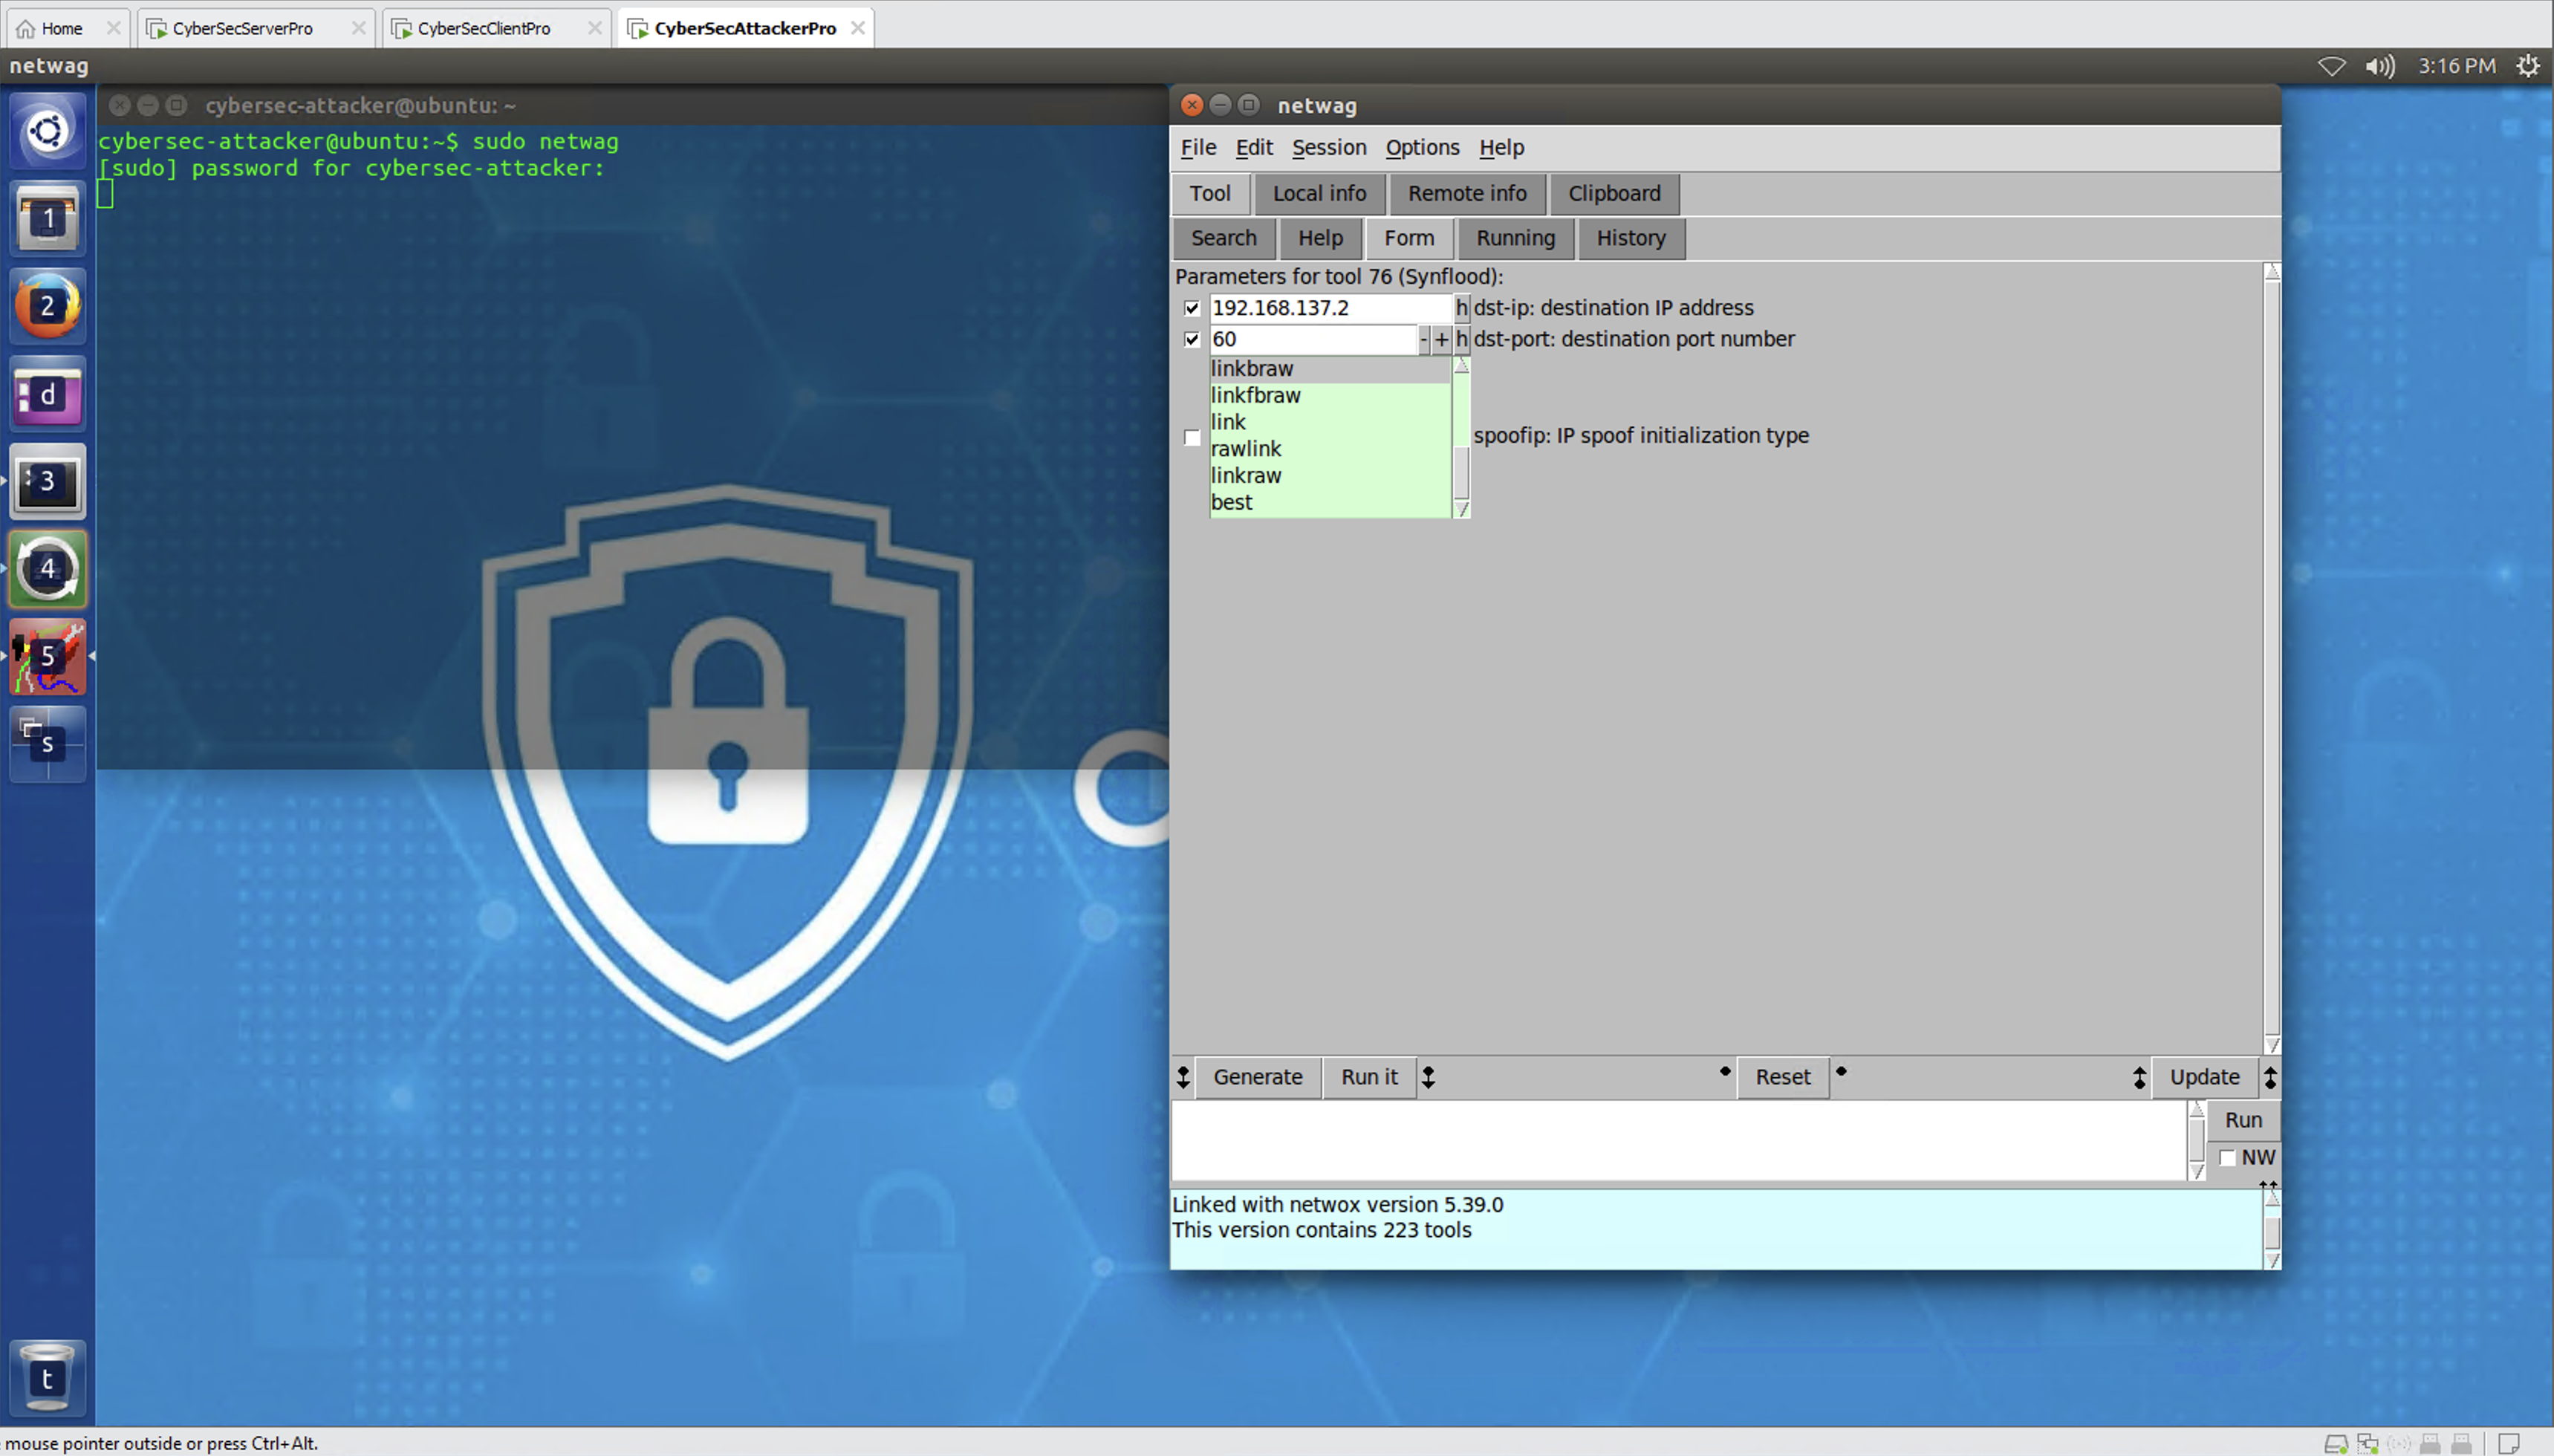 Home
CyberSecServerPro
CyberSecClientPro
CyberSecAttackerPro
netwag
3:16 PM
cybersec-attacker@ubuntu: ~
cybersec-attacker@ubuntu:~$ sudo netwag
[sudo] password for cybersec-attacker:
1
2
d
3
4
5
s
t
netwag
File Edit Session Options Help
Tool Local info Remote info Clipboard
Search Help Form Running History
Parameters for tool 76 (Synflood):
192.168.137.2 h dst-ip: destination IP address
60 - + h dst-port: destination port number
linkbraw
linkfbraw
link
rawlink
linkraw
best
spoofip: IP spoof initialization type
Generate Run it Reset Update
Run
NW
Linked with netwox version 5.39.0
This version contains 223 tools
mouse pointer outside or press Ctrl+Alt.